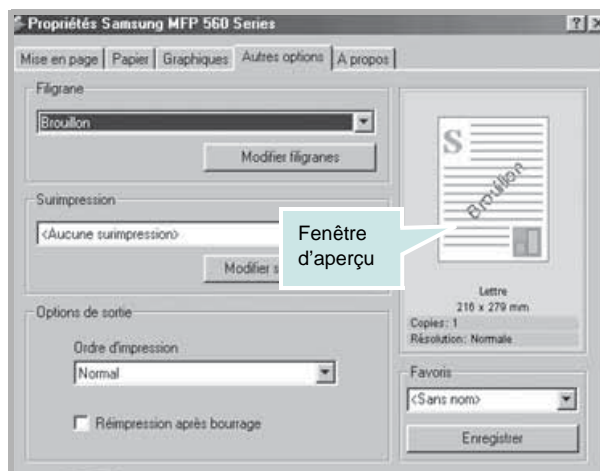 Propriétés Samsung MFP 560 Series
Mise en page Papier Graphiques Autres options A propos
Filigrane
Brouillon
Modifier filigranes
Surimpression
<Aucune surimpression>
Modifier s
Fenêtre
d'aperçu
Options de sortie
Ordre d'impression
Normal
Réimpression après bourrage
S
Brouillon
Lettre
216 x 279 mm
Copies: 1
Résolution: Normale
Favoris
<Sans nom>
Enregistrer